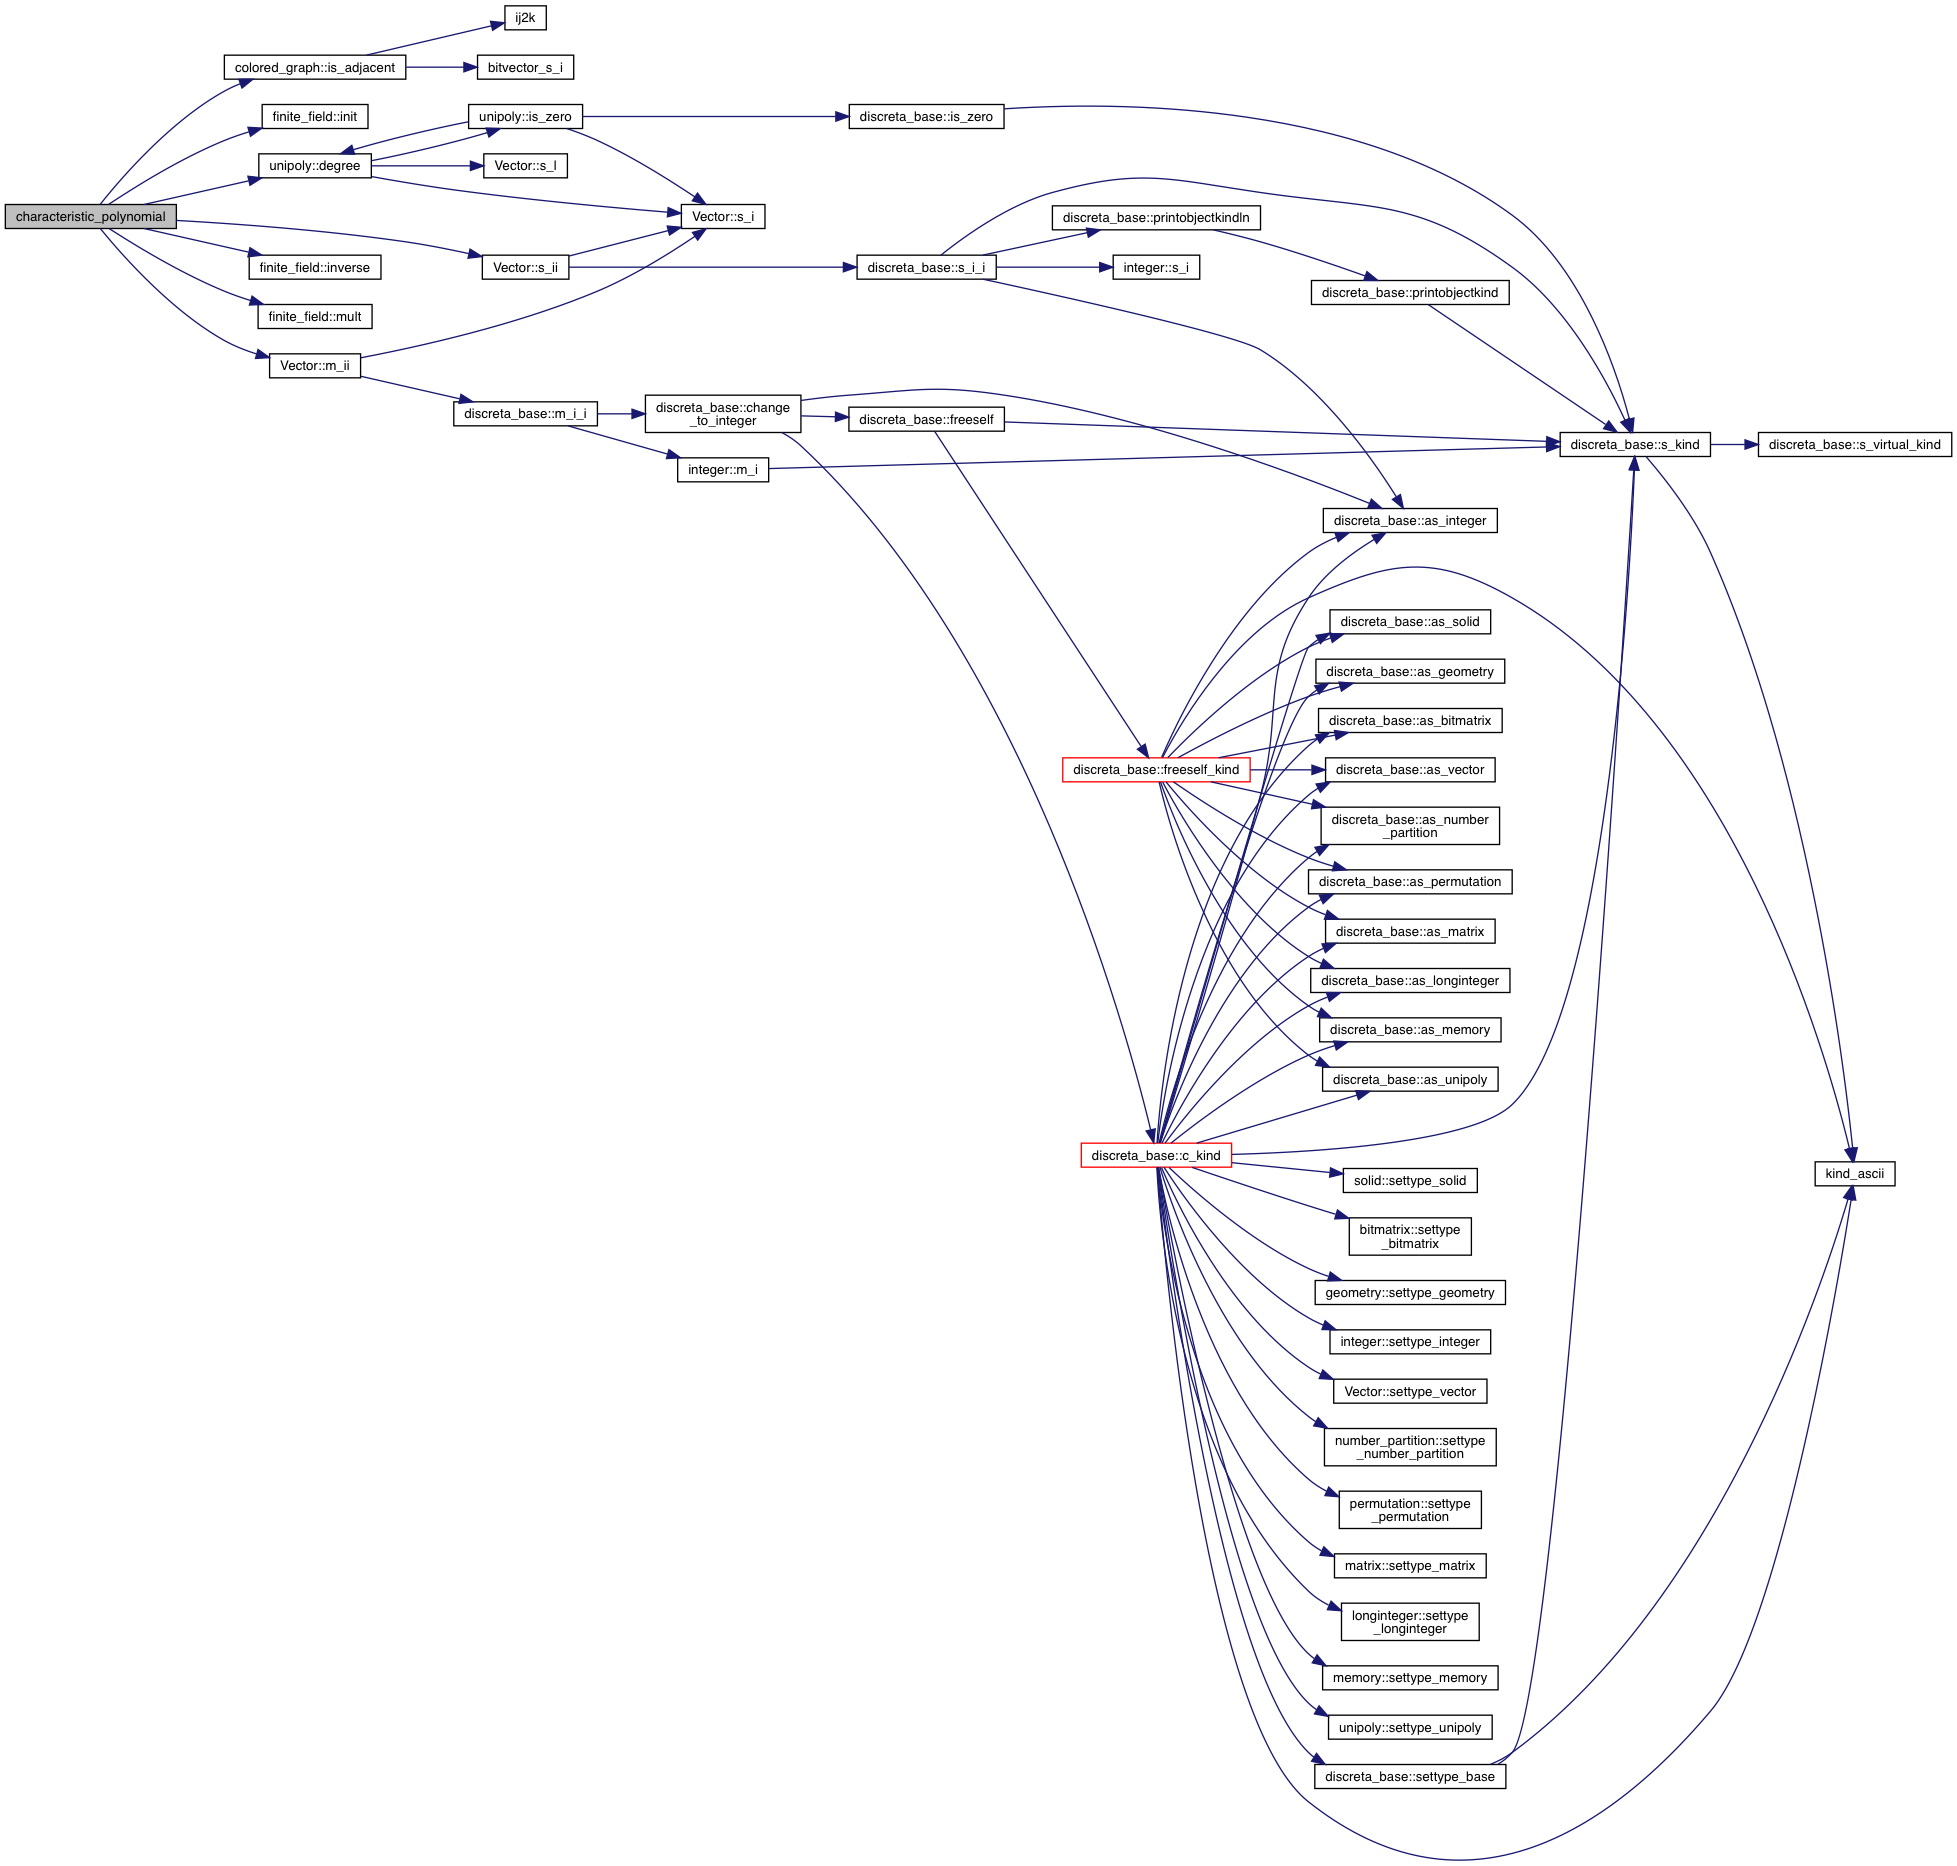 ij2k
colored_graph::is_adjacent
bitvector_s_i
finite_field::init
unipoly::is_zero
discreta_base::is_zero
unipoly::degree
Vector::s_l
characteristic_polynomial
Vector::s_i
discreta_base::printobjectkindln
finite_field::inverse
Vector::s_ii
discreta_base::s_i_i
integer::s_i
discreta_base::printobjectkind
finite_field::mult
Vector::m_ii
discreta_base::m_i_i
discreta_base::change
_to_integer
discreta_base::freeself
integer::m_i
discreta_base::s_kind
discreta_base::s_virtual_kind
discreta_base::as_integer
discreta_base::as_solid
discreta_base::as_geometry
discreta_base::as_bitmatrix
discreta_base::freeself_kind
discreta_base::as_vector
discreta_base::as_number
_partition
discreta_base::as_permutation
discreta_base::as_matrix
discreta_base::as_longinteger
discreta_base::as_memory
discreta_base::as_unipoly
discreta_base::c_kind
kind_ascii
solid::settype_solid
bitmatrix::settype
_bitmatrix
geometry::settype_geometry
integer::settype_integer
Vector::settype_vector
number_partition::settype
_number_partition
permutation::settype
_permutation
matrix::settype_matrix
longinteger::settype
_longinteger
memory::settype_memory
unipoly::settype_unipoly
discreta_base::settype_base